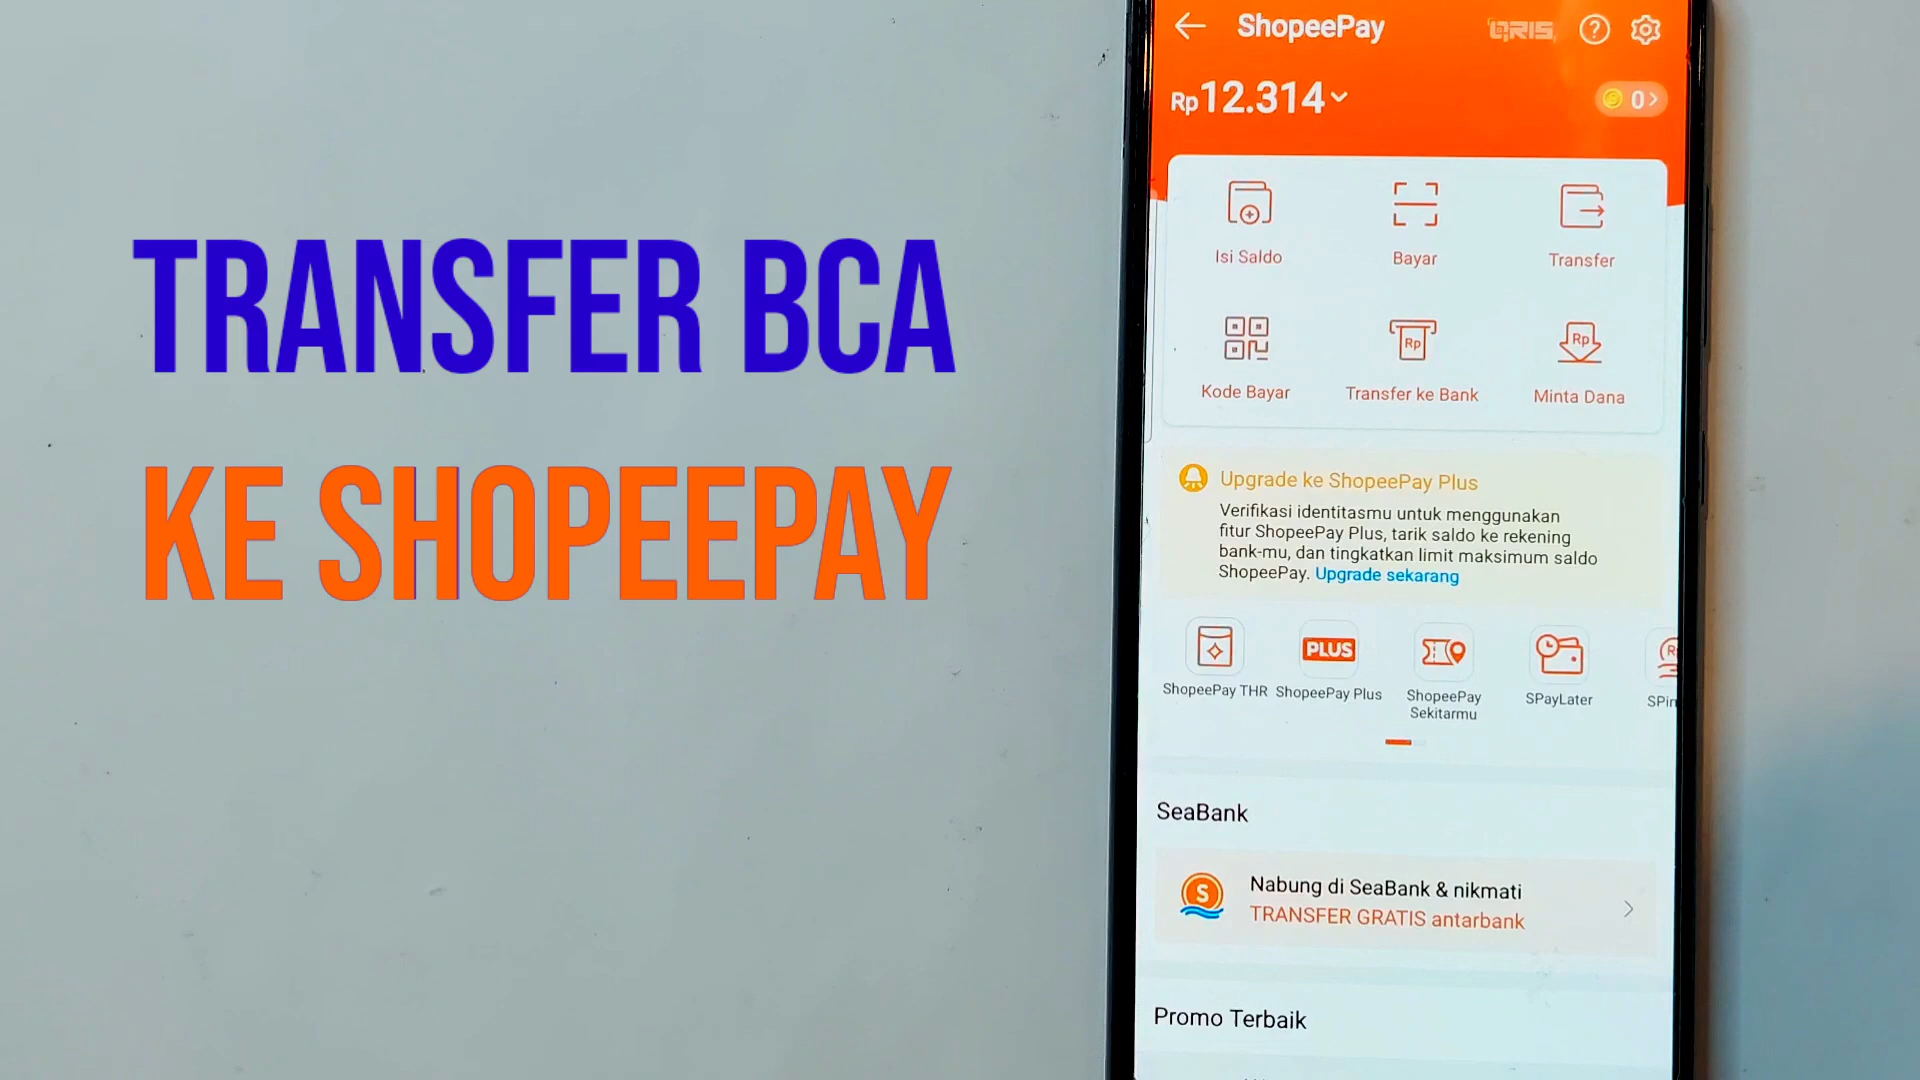 TRANSFER BCA
KE SHOPEEPAY
ShopeePay
QRIS
?
Rp12.314
0
Isi Saldo
Bayar
Transfer
Rp
Rp
Kode Bayar
Transfer ke Bank
Minta Dana
Upgrade ke ShopeePay Plus
Verifikasi identitasmu untuk menggunakan
fitur ShopeePay Plus, tarik saldo ke rekening
bank-mu, dan tingkatkan limit maksimum saldo
ShopeePay. Upgrade sekarang
PLUS
ShopeePay THR
ShopeePay Plus
ShopeePay
Sekitarmu
SPayLater
SPin
SeaBank
S
Nabung di SeaBank & nikmati
TRANSFER GRATIS antarbank
Promo Terbaik